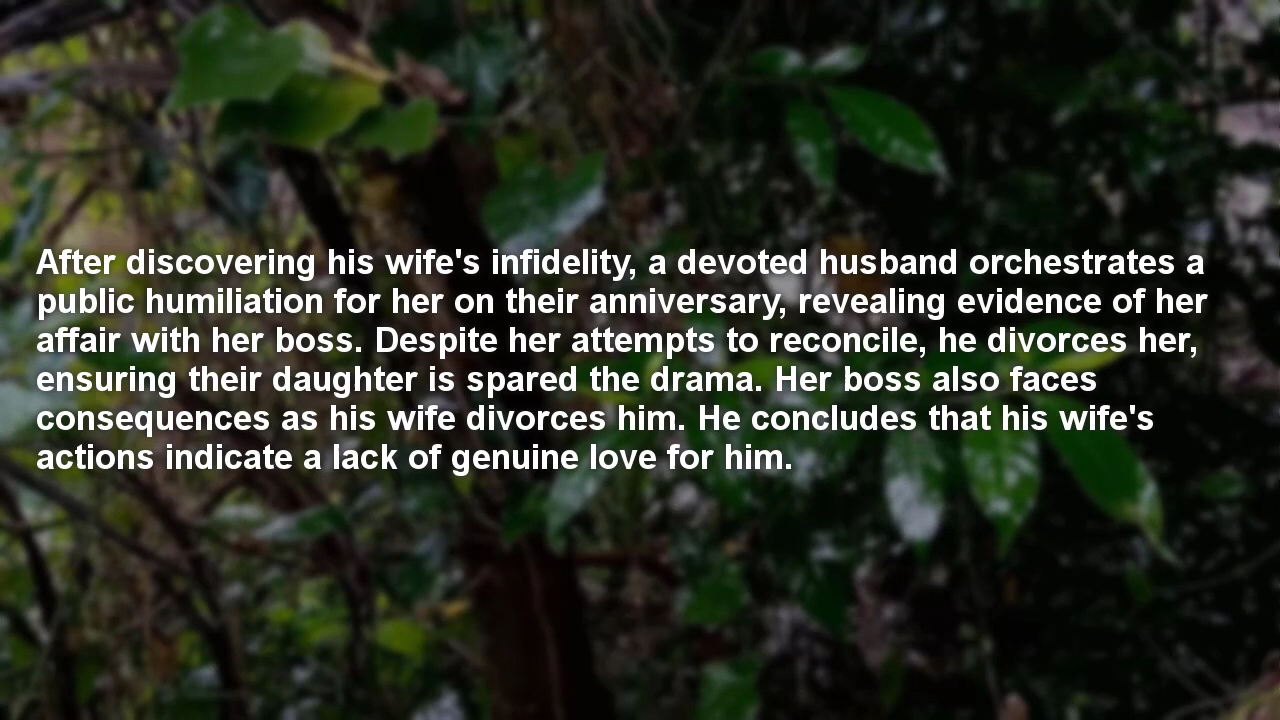 After discovering his wife's infidelity, a devoted husband orchestrates a
public humiliation for her on their anniversary, revealing evidence of her
affair with her boss. Despite her attempts to reconcile, he divorces her,
ensuring their daughter is spared the drama. Her boss also faces
consequences as his wife divorces him. He concludes that his wife's
actions indicate a lack of genuine love for him.